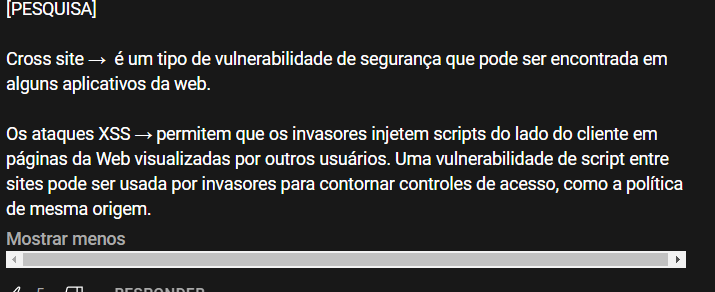 [PESQUISA]
Cross site → é um tipo de vulnerabilidade de segurança que pode ser encontrada em
alguns aplicativos da web.
Os ataques XSS → permitem que os invasores injetem scripts do lado do cliente em
páginas da Web visualizadas por outros usuários. Uma vulnerabilidade de script entre
sites pode ser usada por invasores para contornar controles de acesso, como a política
de mesma origem.
Mostrar menos
5 RESPONDER